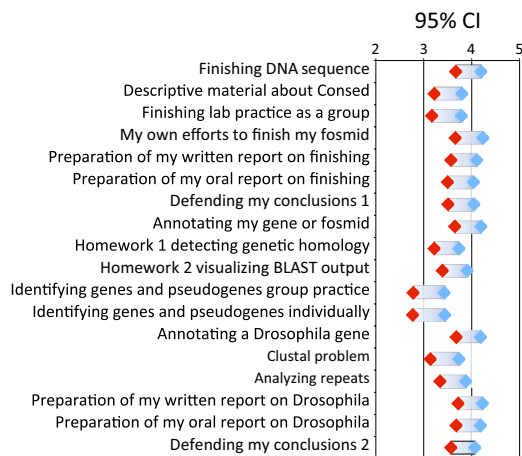 95% CI
2 3 4 5
Finishing DNA sequence
Descriptive material about Consed
Finishing lab practice as a group
My own efforts to finish my fosmid
Preparation of my written report on finishing
Preparation of my oral report on finishing
Defending my conclusions 1
Annotating my gene or fosmid
Homework 1 detecting genetic homology
Homework 2 visualizing BLAST output
Identifying genes and pseudogenes group practice
Identifying genes and pseudogenes individually
Annotating a Drosophila gene
Clustal problem
Analyzing repeats
Preparation of my written report on Drosophila
Preparation of my oral report on Drosophila
Defending my conclusions 2